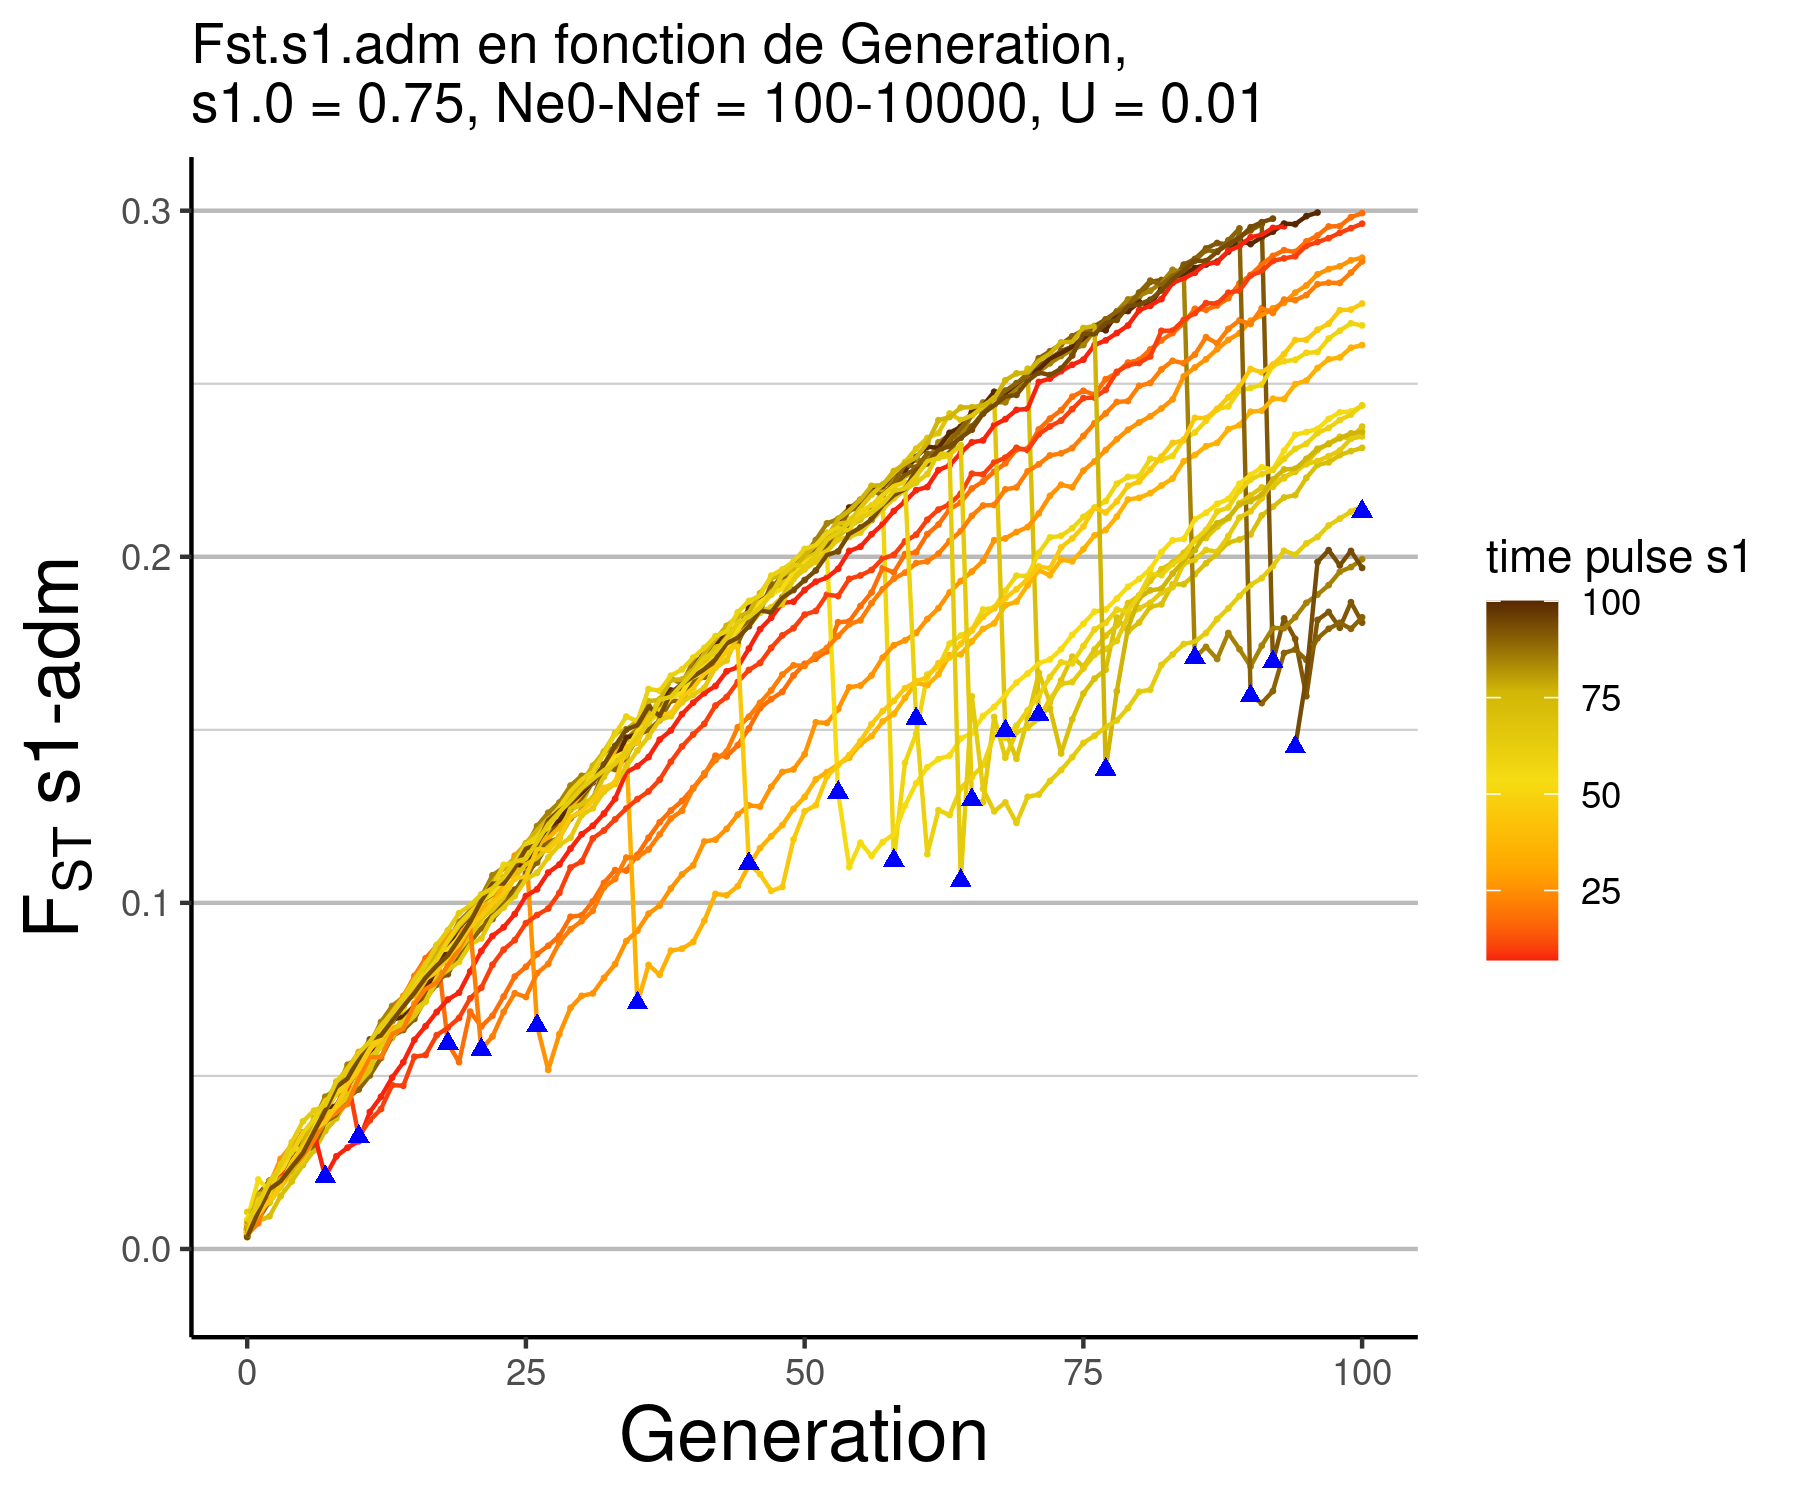 Fst.s1.adm en fonction de Generation,
s1.0 = 0.75, Ne0-Nef = 100-10000, U = 0.01
FST s1-adm
0.3
0.2
0.1
0.0
0
25
50
75
100
Generation
time pulse s1
100
75
50
25